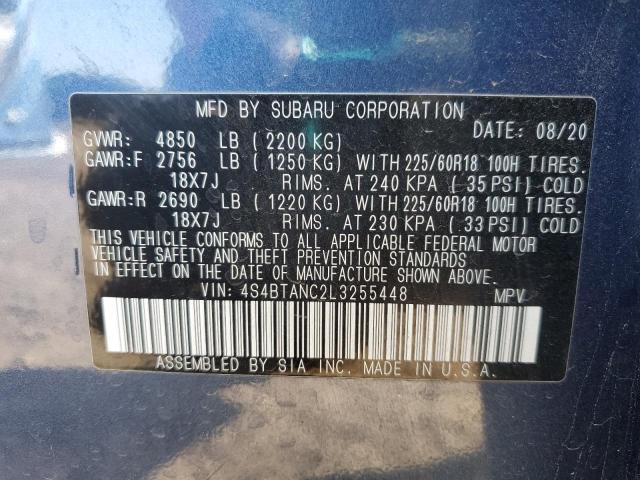 MFD BY SUBARU CORPORATION
DATE: 08/20
GVWR: 4850 LB (2200 KG)
GAWR:F 2756 LB (1250 KG) WITH 225/60R18 100H TIRES.
18X7J RIMS. AT 240 KPA (35 PSI) COLD
GAWR:R 2690 LB (1220 KG) WITH 225/60R18 100H TIRES.
18X7J RIMS. AT 230 KPA (33 PSI) COLD
THIS VEHICLE CONFORMS TO ALL APPLICABLE FEDERAL MOTOR
VEHICLE SAFETY AND THEFT PREVENTION STANDARDS
IN EFFECT ON THE DATE OF MANUFACTURE SHOWN ABOVE.
VIN: 4S4BTANC2L3255448 MPV
ASSEMBLED BY SIA INC. MADE IN U.S.A.